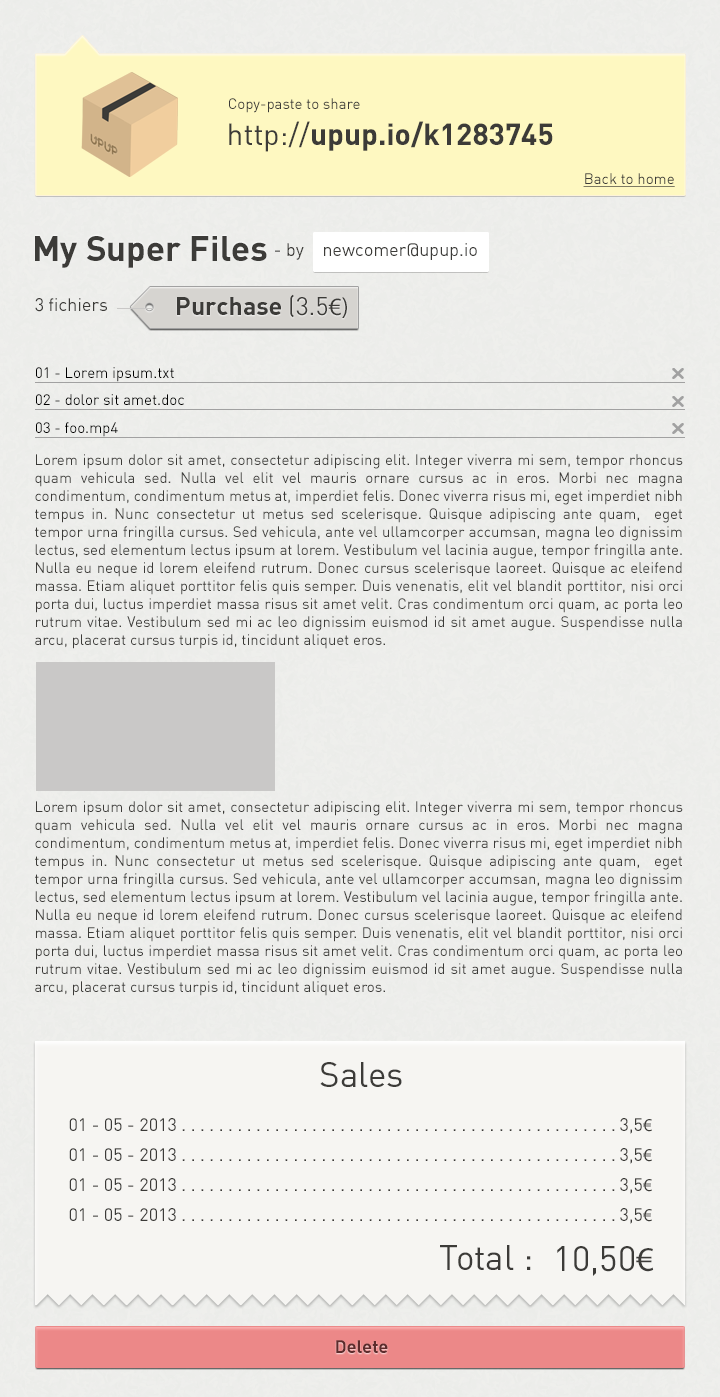 UPUP
Copy-paste to share
http://upup.io/k1283745
Back to home
My Super Files - by newcomer@upup.io
3 fichiers Purchase (3.5€)
01 - Lorem ipsum.txt
02 - dolor sit amet.doc
03 - foo.mp4
Lorem ipsum dolor sit amet, consectetur adipiscing elit. Integer viverra mi sem, tempor rhoncus
quam vehicula sed. Nulla vel elit vel mauris ornare cursus ac in eros. Morbi nec magna
condimentum, condimentum metus at, imperdiet felis. Donec viverra risus mi, eget imperdiet nibh
tempus in. Nunc consectetur ut metus sed scelerisque. Quisque adipiscing ante quam, eget
tempor urna fringilla cursus. Sed vehicula, ante vel ullamcorper accumsan, magna leo dignissim
lectus, sed elementum lectus ipsum at lorem. Vestibulum vel lacinia augue, tempor fringilla ante.
Nulla eu neque id lorem eleifend rutrum. Donec cursus scelerisque laoreet. Quisque ac eleifend
massa. Etiam aliquet porttitor felis quis semper. Duis venenatis, elit vel blandit porttitor, nisi orci
porta dui, luctus imperdiet massa risus sit amet velit. Cras condimentum orci quam, ac porta leo
rutrum vitae. Vestibulum sed mi ac leo dignissim euismod id sit amet augue. Suspendisse nulla
arcu, placerat cursus turpis id, tincidunt aliquet eros.
Lorem ipsum dolor sit amet, consectetur adipiscing elit. Integer viverra mi sem, tempor rhoncus
quam vehicula sed. Nulla vel elit vel mauris ornare cursus ac in eros. Morbi nec magna
condimentum, condimentum metus at, imperdiet felis. Donec viverra risus mi, eget imperdiet nibh
tempus in. Nunc consectetur ut metus sed scelerisque. Quisque adipiscing ante quam, eget
tempor urna fringilla cursus. Sed vehicula, ante vel ullamcorper accumsan, magna leo dignissim
lectus, sed elementum lectus ipsum at lorem. Vestibulum vel lacinia augue, tempor fringilla ante.
Nulla eu neque id lorem eleifend rutrum. Donec cursus scelerisque laoreet. Quisque ac eleifend
massa. Etiam aliquet porttitor felis quis semper. Duis venenatis, elit vel blandit porttitor, nisi orci
porta dui, luctus imperdiet massa risus sit amet velit. Cras condimentum orci quam, ac porta leo
rutrum vitae. Vestibulum sed mi ac leo dignissim euismod id sit amet augue. Suspendisse nulla
arcu, placerat cursus turpis id, tincidunt aliquet eros.
Sales
01 - 05 - 2013 . . . . . . . . . . . . . . . . . . . . . . . . . . . . . . . . . . . . . . . . . . . . . . . 3,5€
01 - 05 - 2013 . . . . . . . . . . . . . . . . . . . . . . . . . . . . . . . . . . . . . . . . . . . . . . . 3,5€
01 - 05 - 2013 . . . . . . . . . . . . . . . . . . . . . . . . . . . . . . . . . . . . . . . . . . . . . . . 3,5€
01 - 05 - 2013 . . . . . . . . . . . . . . . . . . . . . . . . . . . . . . . . . . . . . . . . . . . . . . . 3,5€
Total : 10,50€
Delete